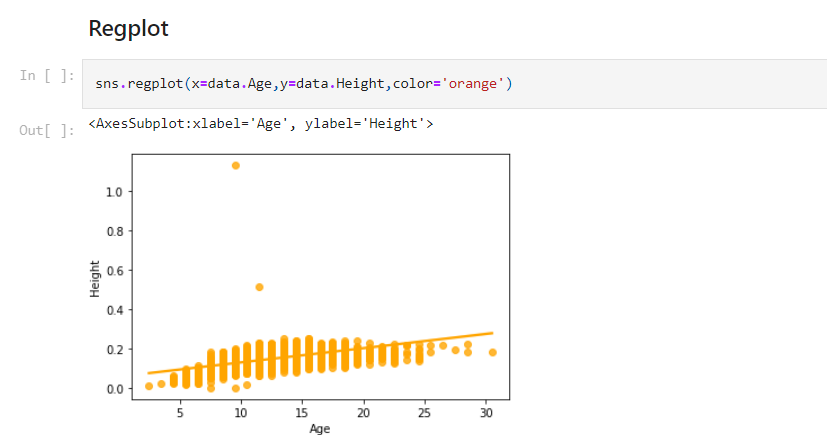 Regplot
In [ ]:
sns.regplot(x=data.Age,y=data.Height,color='orange')
Out[ ]:
<AxesSubplot:xlabel='Age', ylabel='Height'>
1.0
0.8
0.6
0.4
0.2
0.0
Height
5 10 15 20 25 30
Age